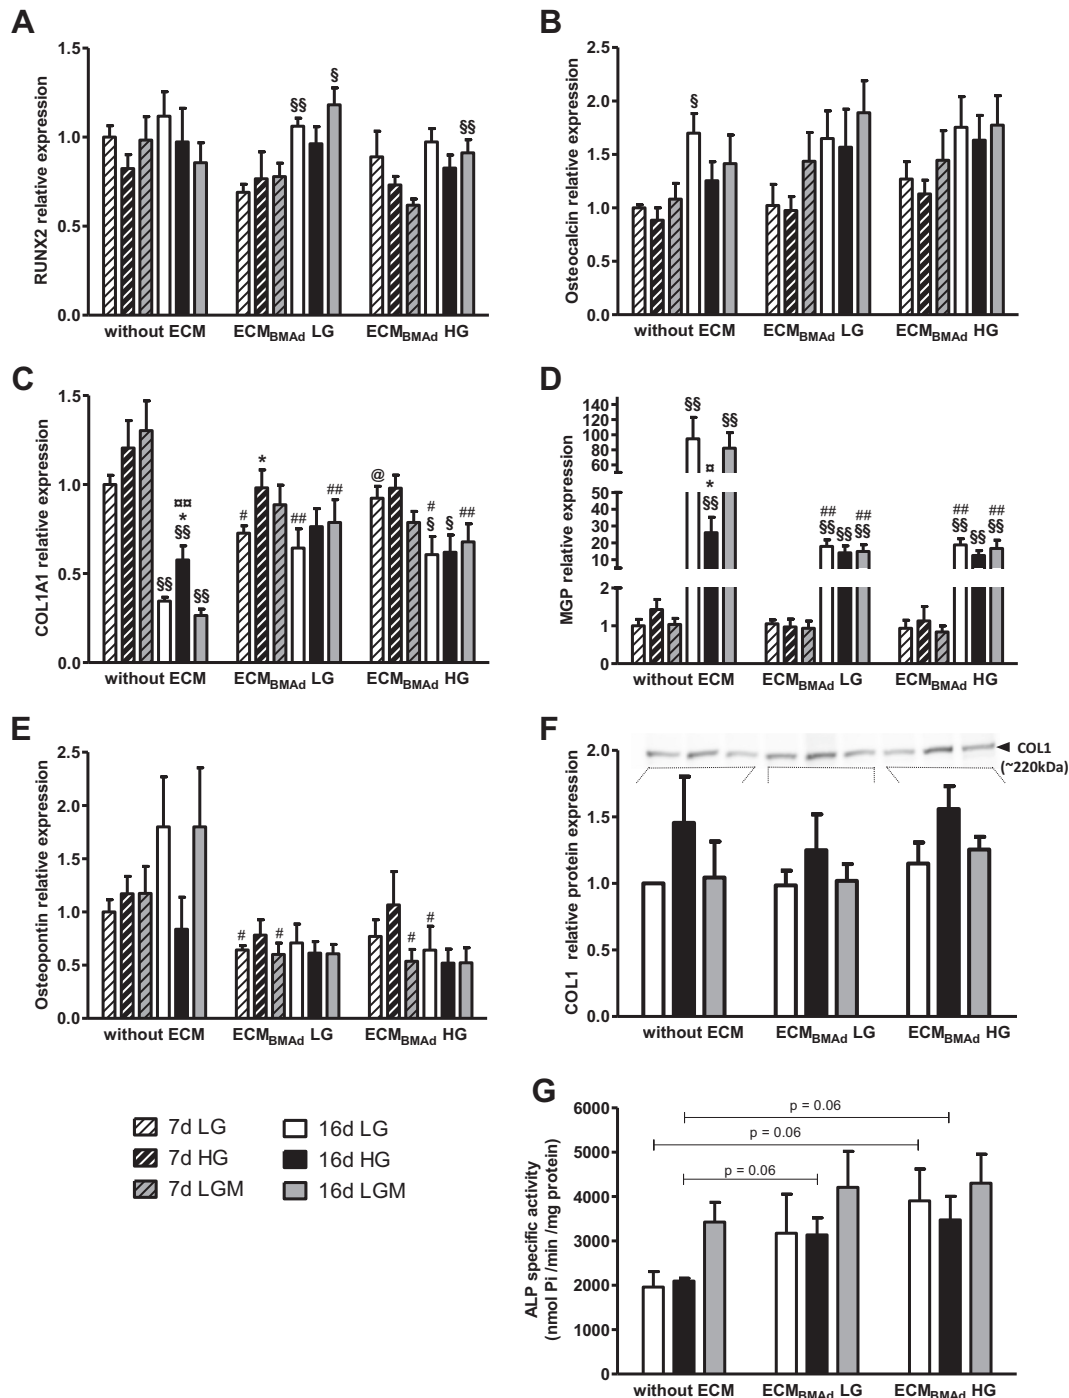 A
RUNX2 relative expression
1.5
1.0
0.5
0.0
§§
§
§§
without ECM
ECMBMAd LG
ECMBMAd HG
B
Osteocalcin relative expression
2.5
2.0
1.5
1.0
0.5
0.0
§
without ECM
ECMBMAd LG
ECMBMAd HG
C
COL1A1 relative expression
1.5
1.0
0.5
0.0
§§
¤¤
*
§§
§§
#
*
##
##
@
#
§
§
##
without ECM
ECMBMAd LG
ECMBMAd HG
D
MGP relative expression
140
120
100
80
60
50
40
30
20
10
2
1
0
§§
¤
*
§§
§§
##
§§
§§
##
§§
##
§§
§§
##
§§
without ECM
ECMBMAd LG
ECMBMAd HG
E
Osteopontin relative expression
2.5
2.0
1.5
1.0
0.5
0.0
#
#
#
#
without ECM
ECMBMAd LG
ECMBMAd HG
F
COL1 relative protein expression
2.0
1.5
1.0
0.5
0.0
COL1
(~220kDa)
without ECM
ECMBMAd LG
ECMBMAd HG
7d LG
7d HG
7d LGM
16d LG
16d HG
16d LGM
G
ALP specific activity
(nmol Pi /min /mg protein)
6000
5000
4000
3000
2000
1000
0
p = 0.06
p = 0.06
p = 0.06
without ECM
ECMBMAd LG
ECMBMAd HG